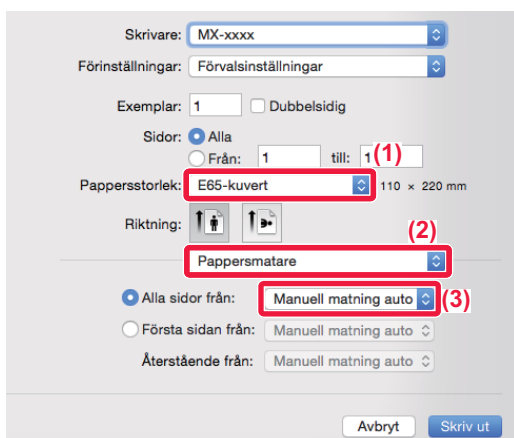 Skrivare: MX-xxxx
Förinställningar: Förvalsinställningar
Exemplar: 1 Dubbelsidig
Sidor: Alla
Från: 1 till: 1 (1)
Pappersstorlek: E65-kuvert 110 × 220 mm
Riktning:
(2)
Pappersmatare
Alla sidor från: Manuell matning auto (3)
Första sidan från: Manuell matning auto
Återstående från: Manuell matning auto
Avbryt Skriv ut